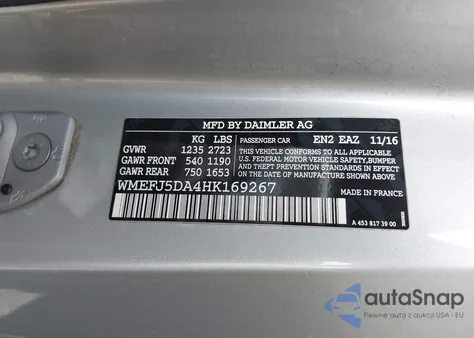 MFD BY DAIMLER AG
KG LBS PASSENGER CAR EN2 EAZ 11/16
GVWR 1235 2723
GAWR FRONT 540 1190
GAWR REAR 750 1653
THIS VEHICLE CONFORMS TO ALL APPLICABLE
U.S. FEDERAL MOTOR VEHICLE SAFETY, BUMPER
AND THEFT PREVENTION STANDARDS IN EFFECT
ON THE DATE OF MANUFACTURE SHOWN ABOVE.
WMEFJ5DA4HK169267
MADE IN FRANCE
A 453 817 39 00
autoSnap
Pewne auta z aukcji USA i EU